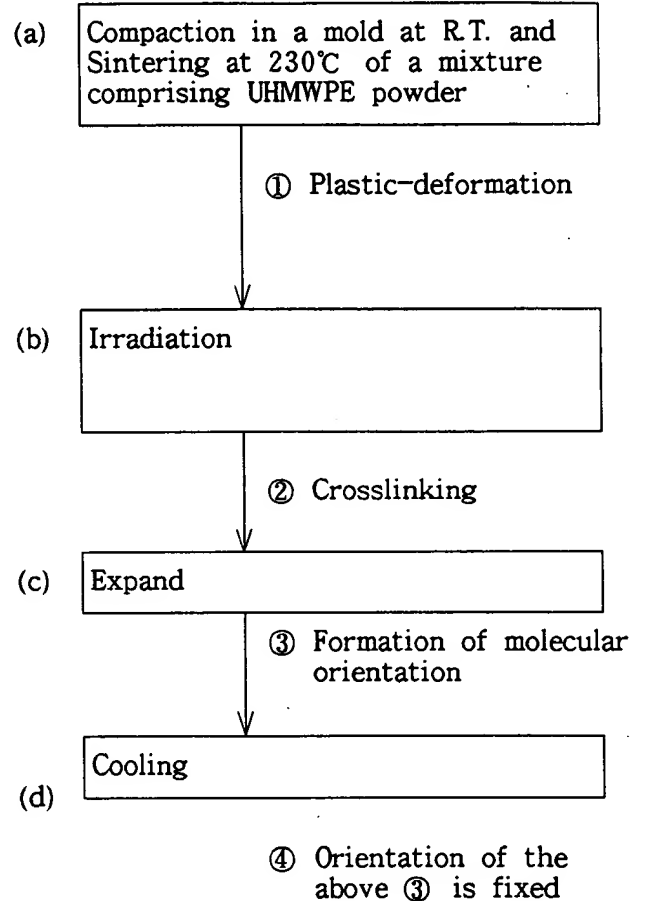 (a) Compaction in a mold at R.T. and
Sintering at 230℃ of a mixture
comprising UHMWPE powder
① Plastic-deformation
(b) Irradiation
② Crosslinking
(c) Expand
③ Formation of molecular
orientation
Cooling
(d)
④ Orientation of the
above ③ is fixed